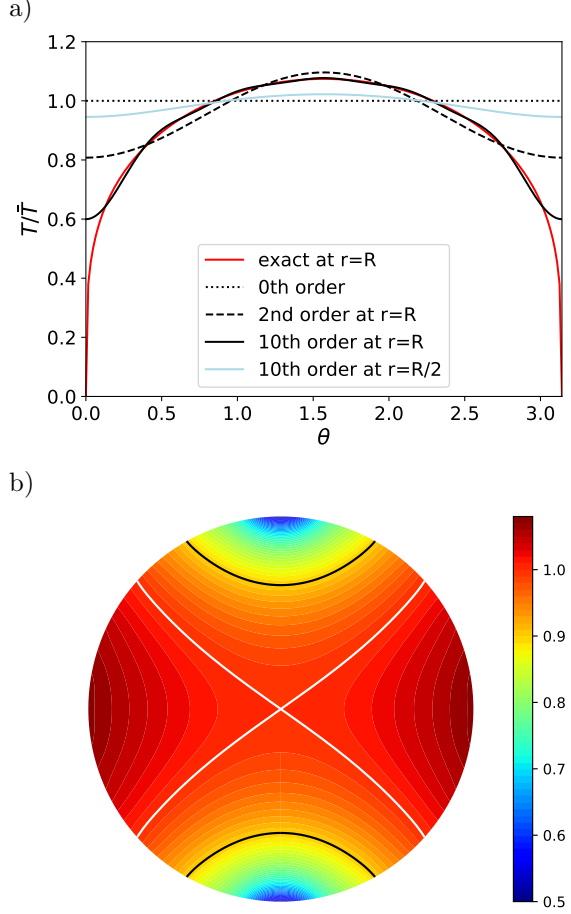 a)
1.2
1.0
0.8
0.6
0.4
0.2
0.0
T/T̄
exact at r=R
0th order
2nd order at r=R
10th order at r=R
10th order at r=R/2
0.0 0.5 1.0 1.5 2.0 2.5 3.0
θ
b)
1.0
0.9
0.8
0.7
0.6
0.5